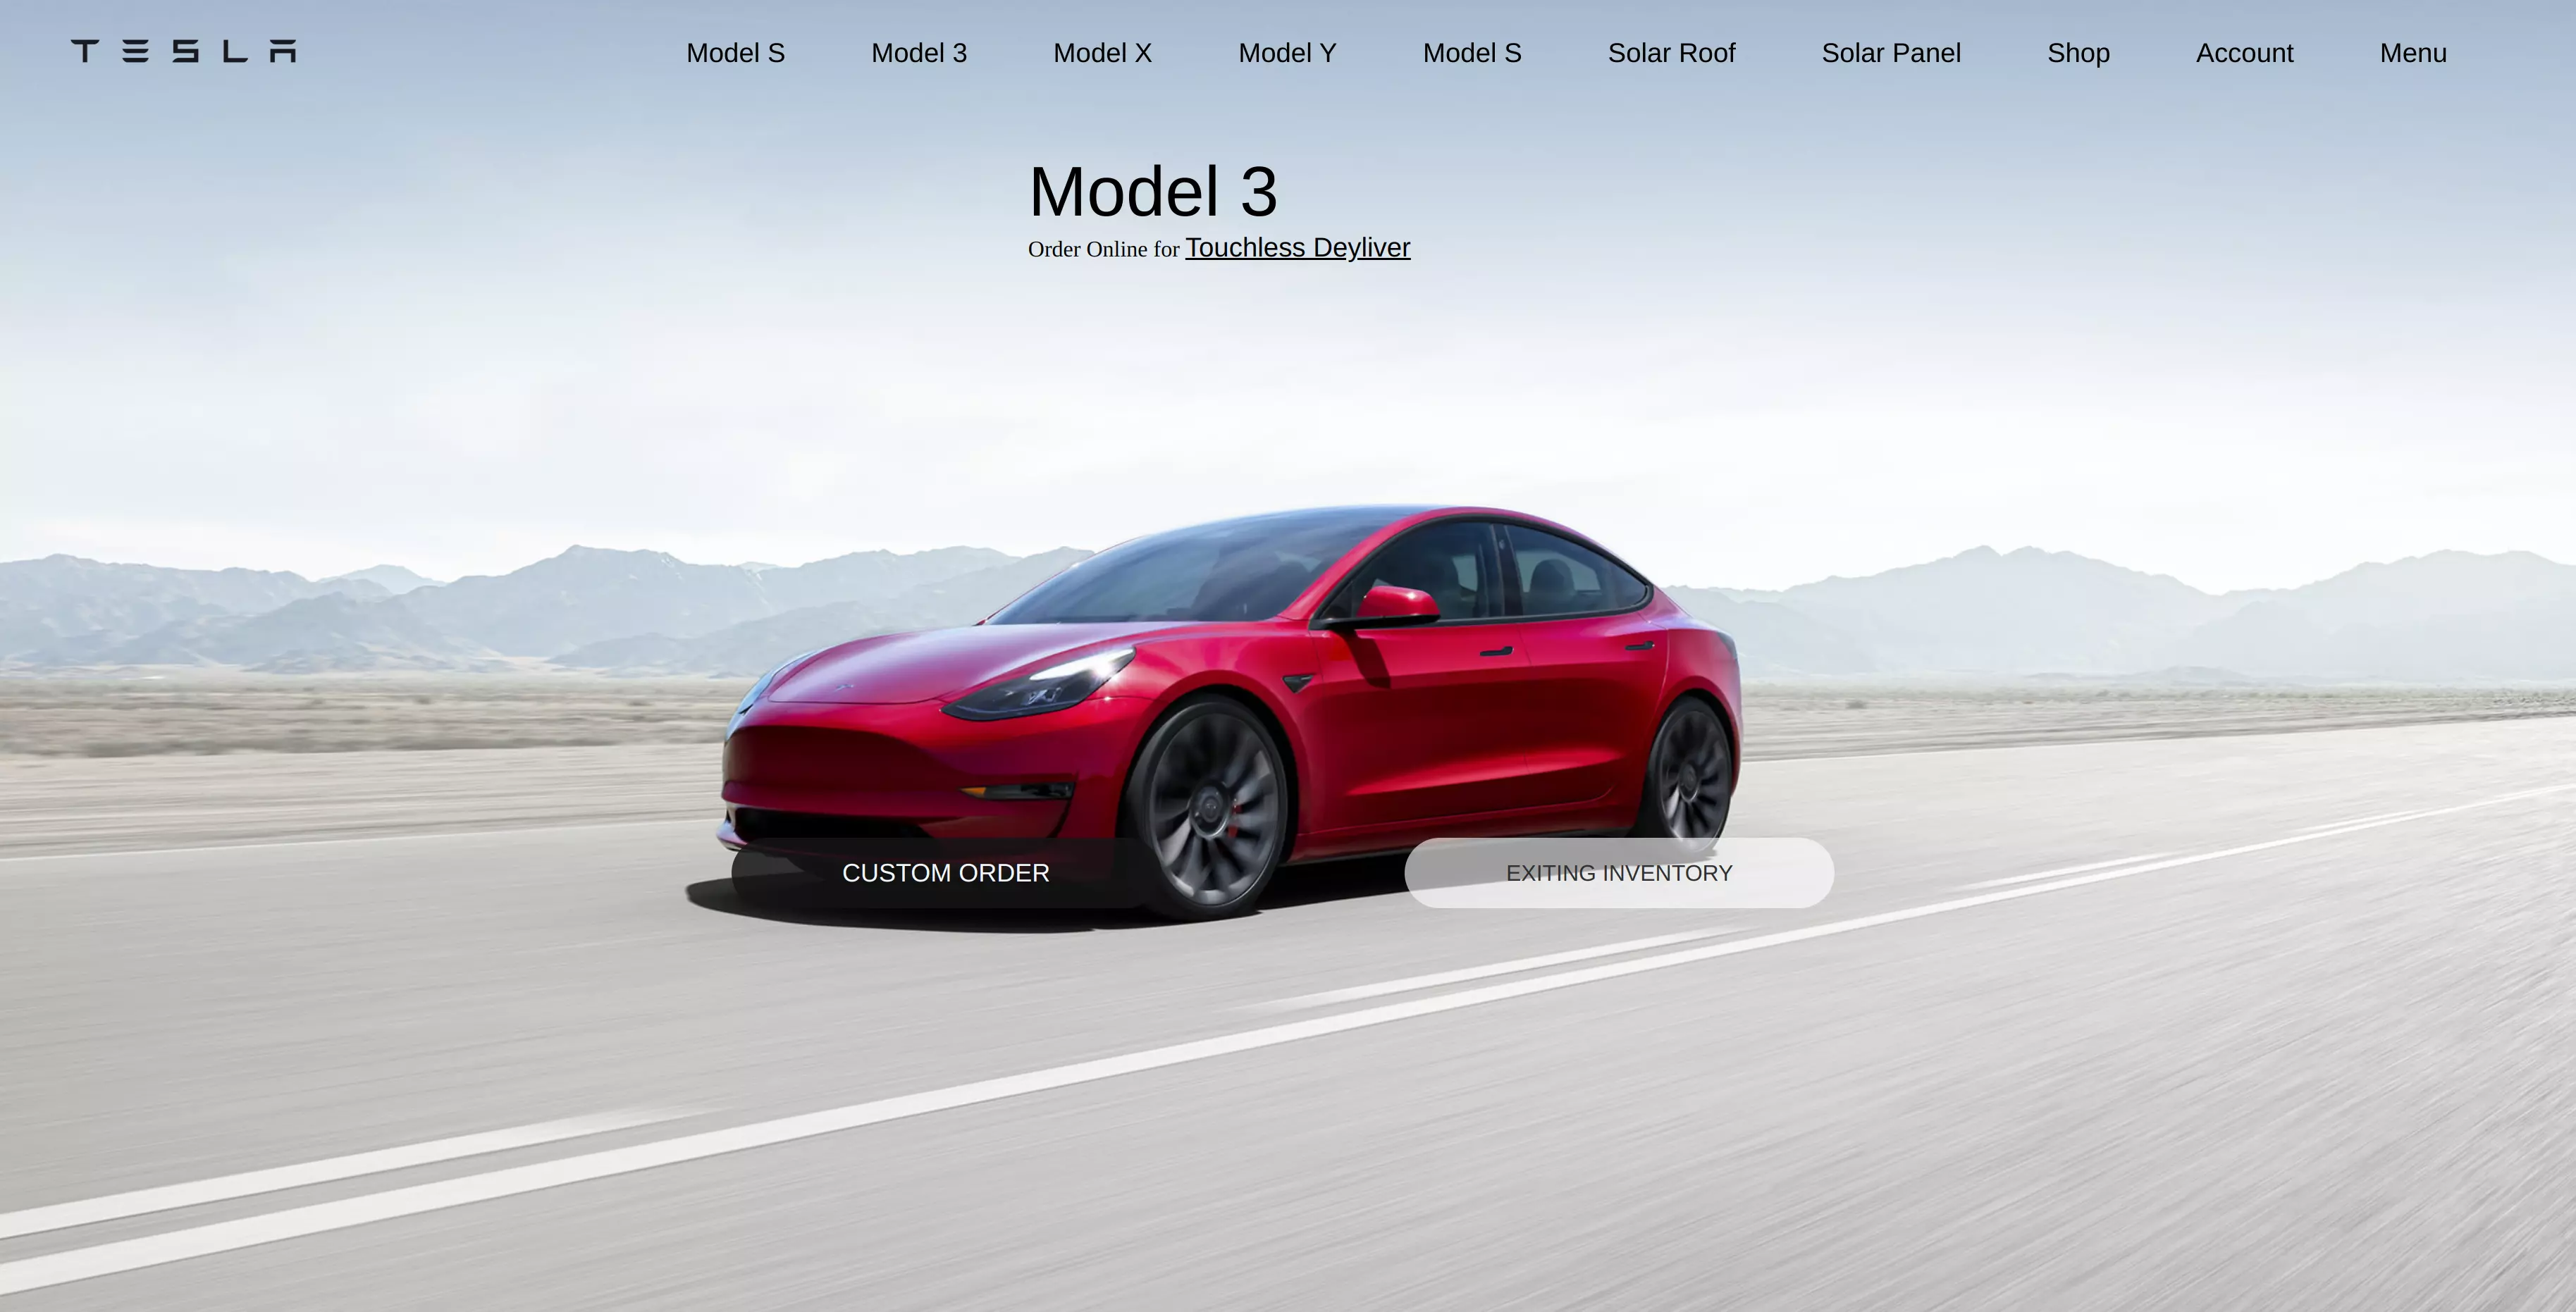 TESLA
Model S Model 3 Model X Model Y Model S Solar Roof Solar Panel Shop Account Menu
Model 3
Order Online for Touchless Deyliver
CUSTOM ORDER
EXITING INVENTORY